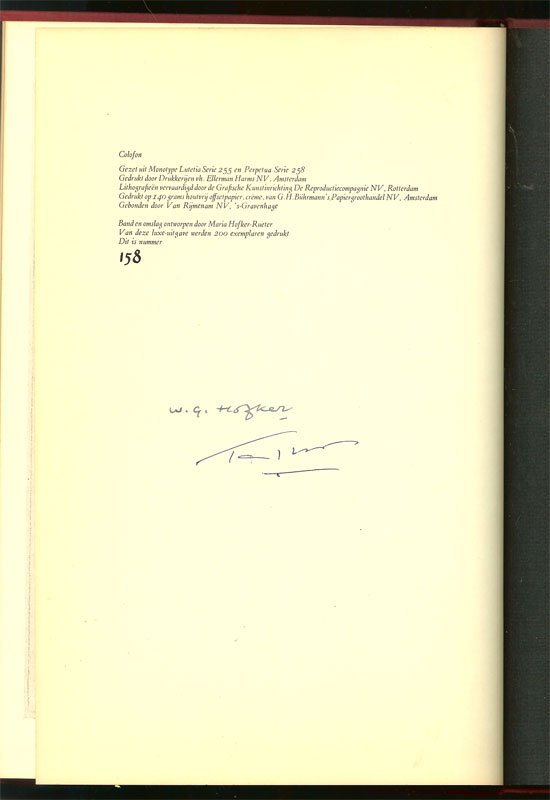 Colofon
Gezet uit Monotype Lutetia Serie 255 en Perpetua Serie 258
Gedrukt door Drukkerijen vh. Ellerman Harms NV, Amsterdam
Lithografieën vervaardigd door de Grafische Kunstinrichting De Reproductiecompagnie NV, Rotterdam
Gedrukt op 140 grams houtvrij offsetpapier, crème, van G.H. Bührmann's Papiergroothandel NV, Amsterdam
Gebonden door Van Rijmenam NV, 's-Gravenhage
Band en omslag ontworpen door Maria Hofker-Rueter
Van deze luxe-uitgave werden 200 exemplaren gedrukt
Dit is nummer
158
W. G. Hofker